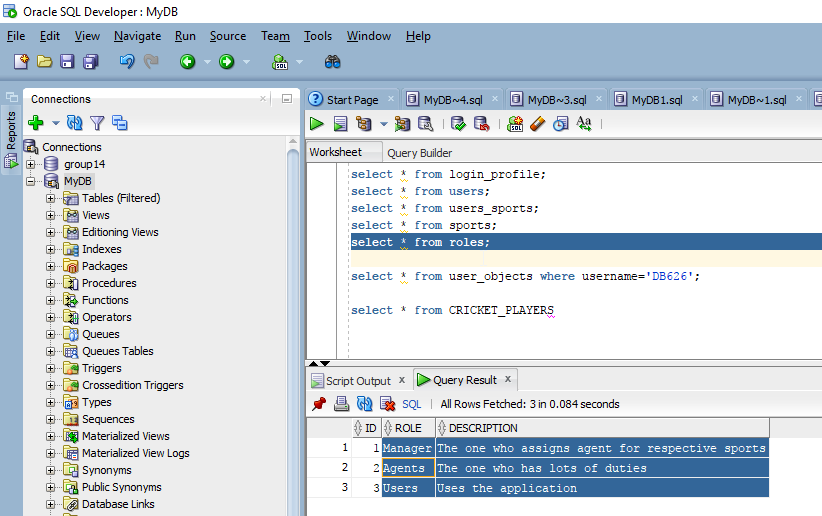 Oracle SQL Developer : MyDB
File Edit View Navigate Run Source Team Tools Window Help
SQL
Reports
Connections
Connections
group14
MyDB
Tables (Filtered)
Views
Editioning Views
Indexes
Packages
Procedures
Functions
Operators
Queues
Queues Tables
Triggers
Crossedition Triggers
Types
Sequences
Materialized Views
Materialized View Logs
Synonyms
Public Synonyms
Database Links
Start Page MyDB~4.sql MyDB~3.sql MyDB1.sql MyDB~1.sql
SQL Aa
Worksheet Query Builder
select * from login_profile;
select * from users;
select * from users_sports;
select * from sports;
select * from roles;
select * from user_objects where username='DB626';
select * from CRICKET_PLAYERS
Script Output x Query Result x
SQL | All Rows Fetched: 3 in 0.084 seconds
ID ROLE DESCRIPTION
1 1 Manager The one who assigns agent for respective sports
2 2 Agents The one who has lots of duties
3 3 Users Uses the application